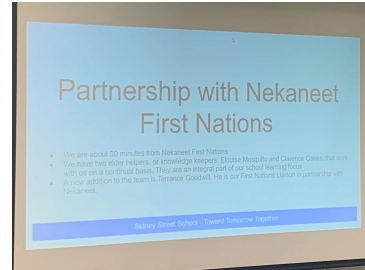 Partnership with Nekaneet
First Nations
• We are about 30 minutes from Nekaneet First Nations
• We have two elder helpers, or knowledge keepers, Elouise Mosquito and Clarence Oakes, that work
with us on a continual basis. They are an integral part of our school learning focus
• A new addition to the team is Terrance Goodwill. He is our First Nations Liaison in partnership with
Nekaneet.
Sidney Street School - Toward Tomorrow Together